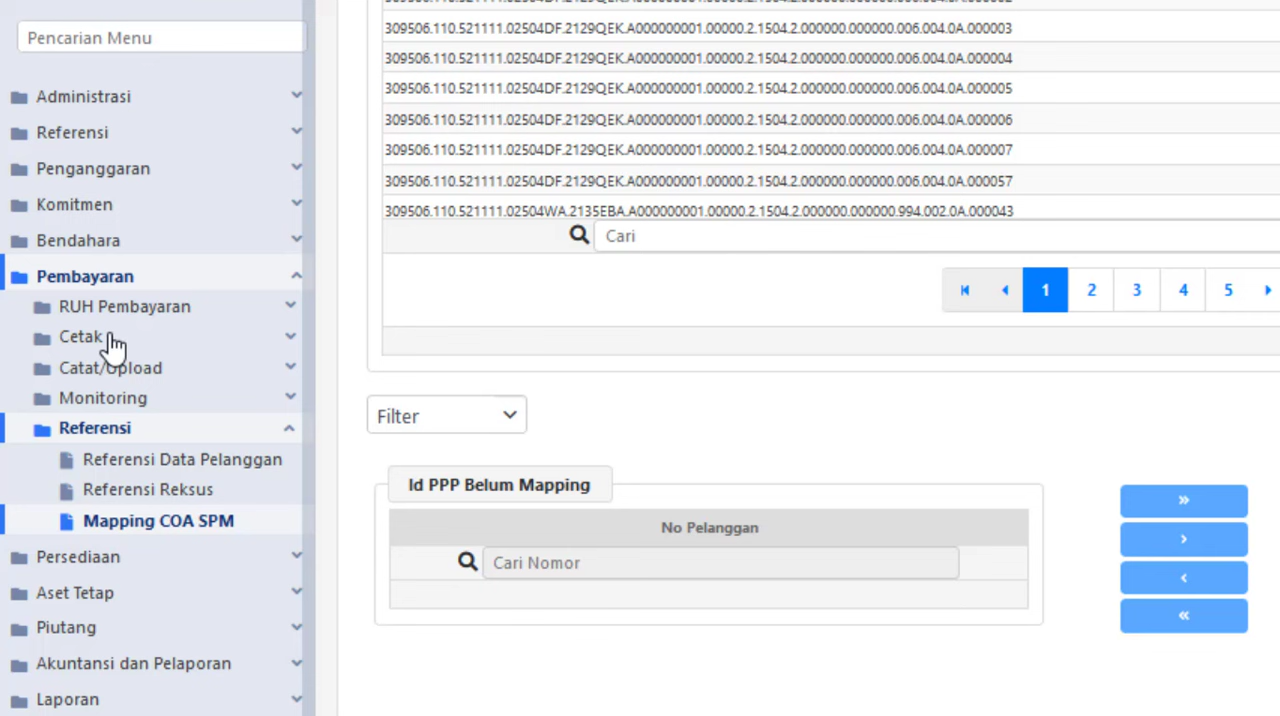 Pencarian Menu
Administrasi
Referensi
Penganggaran
Komitmen
Bendahara
Pembayaran
RUH Pembayaran
Cetak
Catat/Upload
Monitoring
Referensi
Referensi Data Pelanggan
Referensi Reksus
Mapping COA SPM
Persediaan
Aset Tetap
Piutang
Akuntansi dan Pelaporan
Laporan
309506.110.521111.02504DF.2129QEK.A000000001.00000.2.1504.2.000000.000000.006.004.0A.000003
309506.110.521111.02504DF.2129QEK.A000000001.00000.2.1504.2.000000.000000.006.004.0A.000004
309506.110.521111.02504DF.2129QEK.A000000001.00000.2.1504.2.000000.000000.006.004.0A.000005
309506.110.521111.02504DF.2129QEK.A000000001.00000.2.1504.2.000000.000000.006.004.0A.000006
309506.110.521111.02504DF.2129QEK.A000000001.00000.2.1504.2.000000.000000.006.004.0A.000007
309506.110.521111.02504DF.2129QEK.A000000001.00000.2.1504.2.000000.000000.006.004.0A.000057
309506.110.521111.02504WA.2135EBA.A000000001.00000.2.1504.2.000000.000000.994.002.0A.000043
Cari
1 2 3 4 5
Filter
Id PPP Belum Mapping
No Pelanggan
Cari Nomor